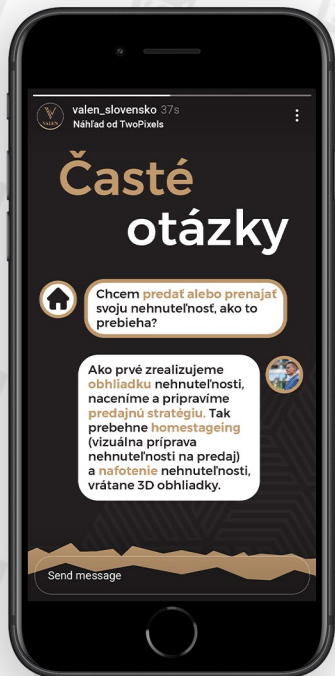 valen_slovensko 37s
Náhľad od TwoPixels
VALEN
Časté
otázky
Chcem predať alebo prenajať
svoju nehnuteľnosť, ako to
prebieha?
Ako prvé zrealizujeme
obhliadku nehnuteľnosti,
naceníme a pripravíme
predajnú stratégiu. Tak
prebehne homestageing
(vizuálna príprava
nehnuteľnosti na predaj)
a nafotenie nehnuteľnosti,
vrátane 3D obhliadky.
Send message